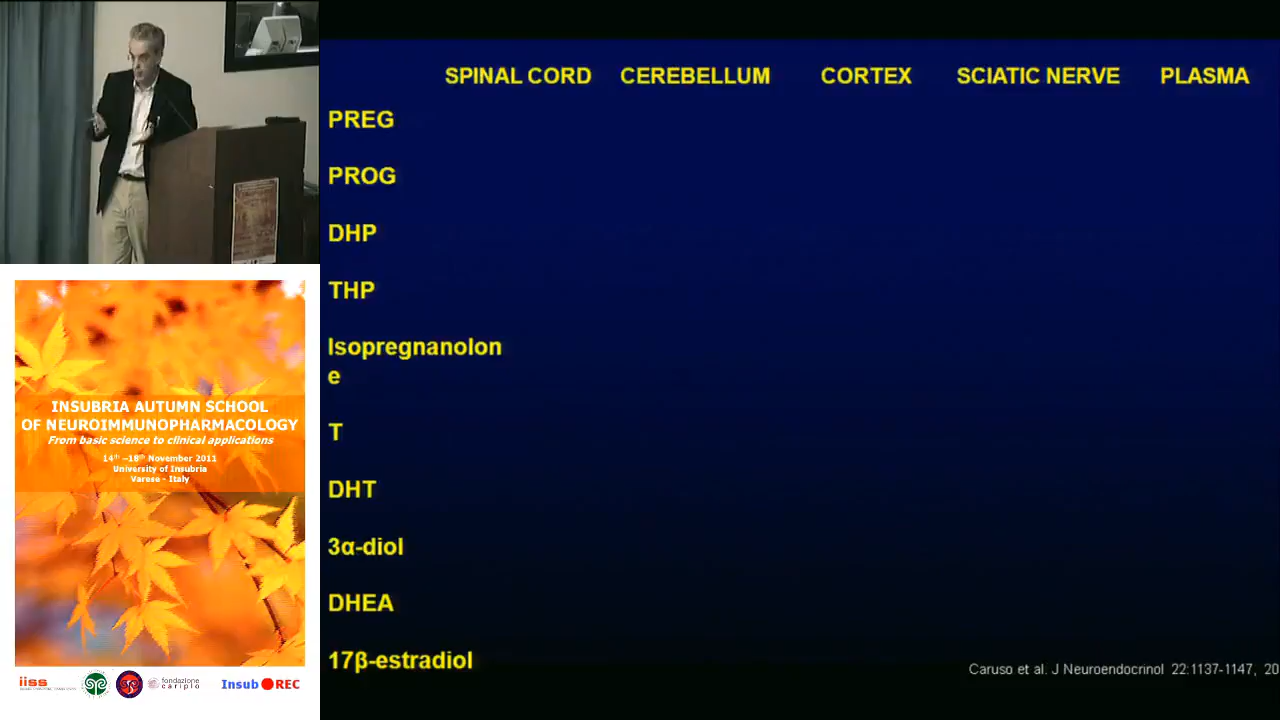 SPINAL CORD CEREBELLUM CORTEX SCIATIC NERVE PLASMA
PREG
PROG
DHP
THP
Isopregnanolon
e
T
DHT
3α-diol
DHEA
17β-estradiol
Caruso et al. J Neuroendocrinol 22:1137-1147, 20
INSUBRIA AUTUMN SCHOOL
OF NEUROIMMUNOPHARMACOLOGY
From basic science to clinical applications
14th –18th November 2011
University of Insubria
Varese - Italy
iiss
fondazione
cariplo
Insub REC